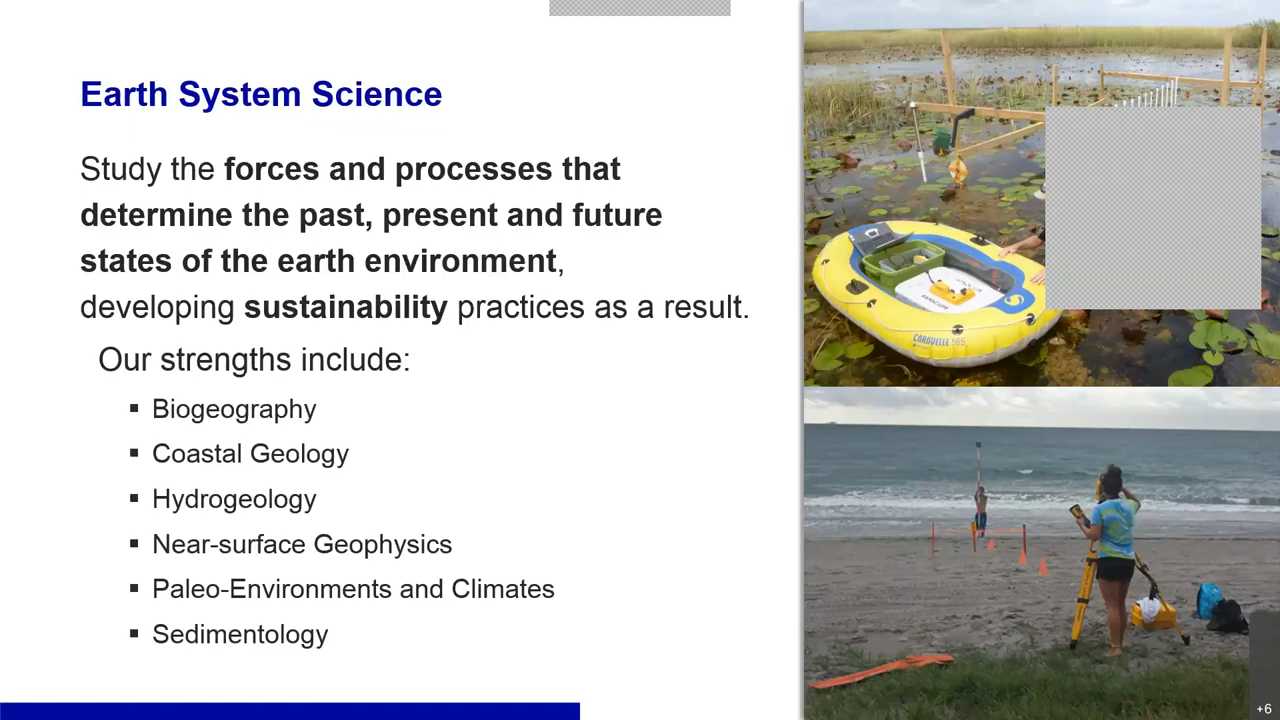 Earth System Science
Study the forces and processes that
determine the past, present and future
states of the earth environment,
developing sustainability practices as a result.
Our strengths include:
▪ Biogeography
▪ Coastal Geology
▪ Hydrogeology
▪ Near-surface Geophysics
▪ Paleo-Environments and Climates
▪ Sedimentology
CARAVELLE
+6